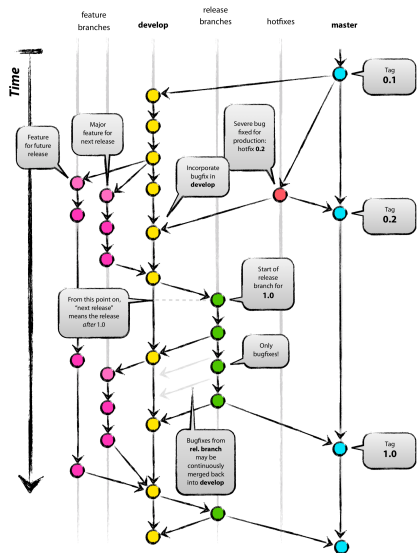 feature
branches
develop
release
branches
hotfixes
master
Time
Tag
0.1
Major
feature for
next release
Feature
for future
release
Severe bug
fixed for
production:
hotfix 0.2
Incorporate
bugfix in
develop
Tag
0.2
Start of
release
branch for
1.0
From this point on,
"next release"
means the release
after 1.0
Only
bugfixes!
Bugfixes from
rel. branch
may be
continuously
merged back
into develop
Tag
1.0